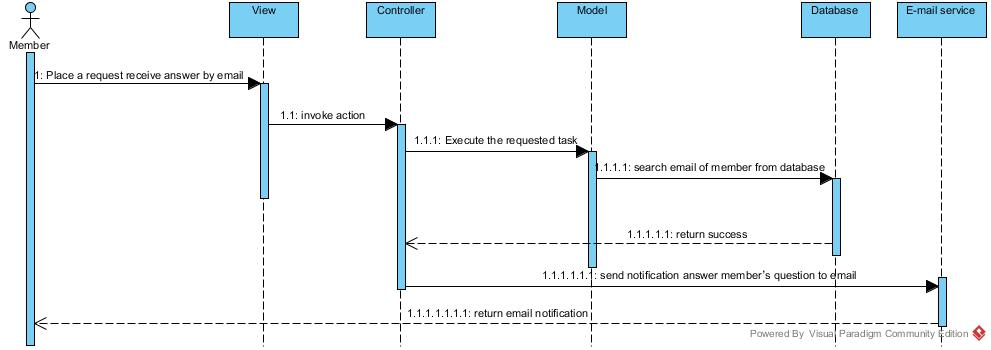 View
Controller
Model
Database
E-mail service
Member
1: Place a request receive answer by email
1.1: invoke action
1.1.1: Execute the requested task
1.1.1.1: search email of member from database
1.1.1.1.1: return success
1.1.1.1.1.1: send notification answer member's question to email
1.1.1.1.1.1.1: return email notification
Powered By Visual Paradigm Community Edition